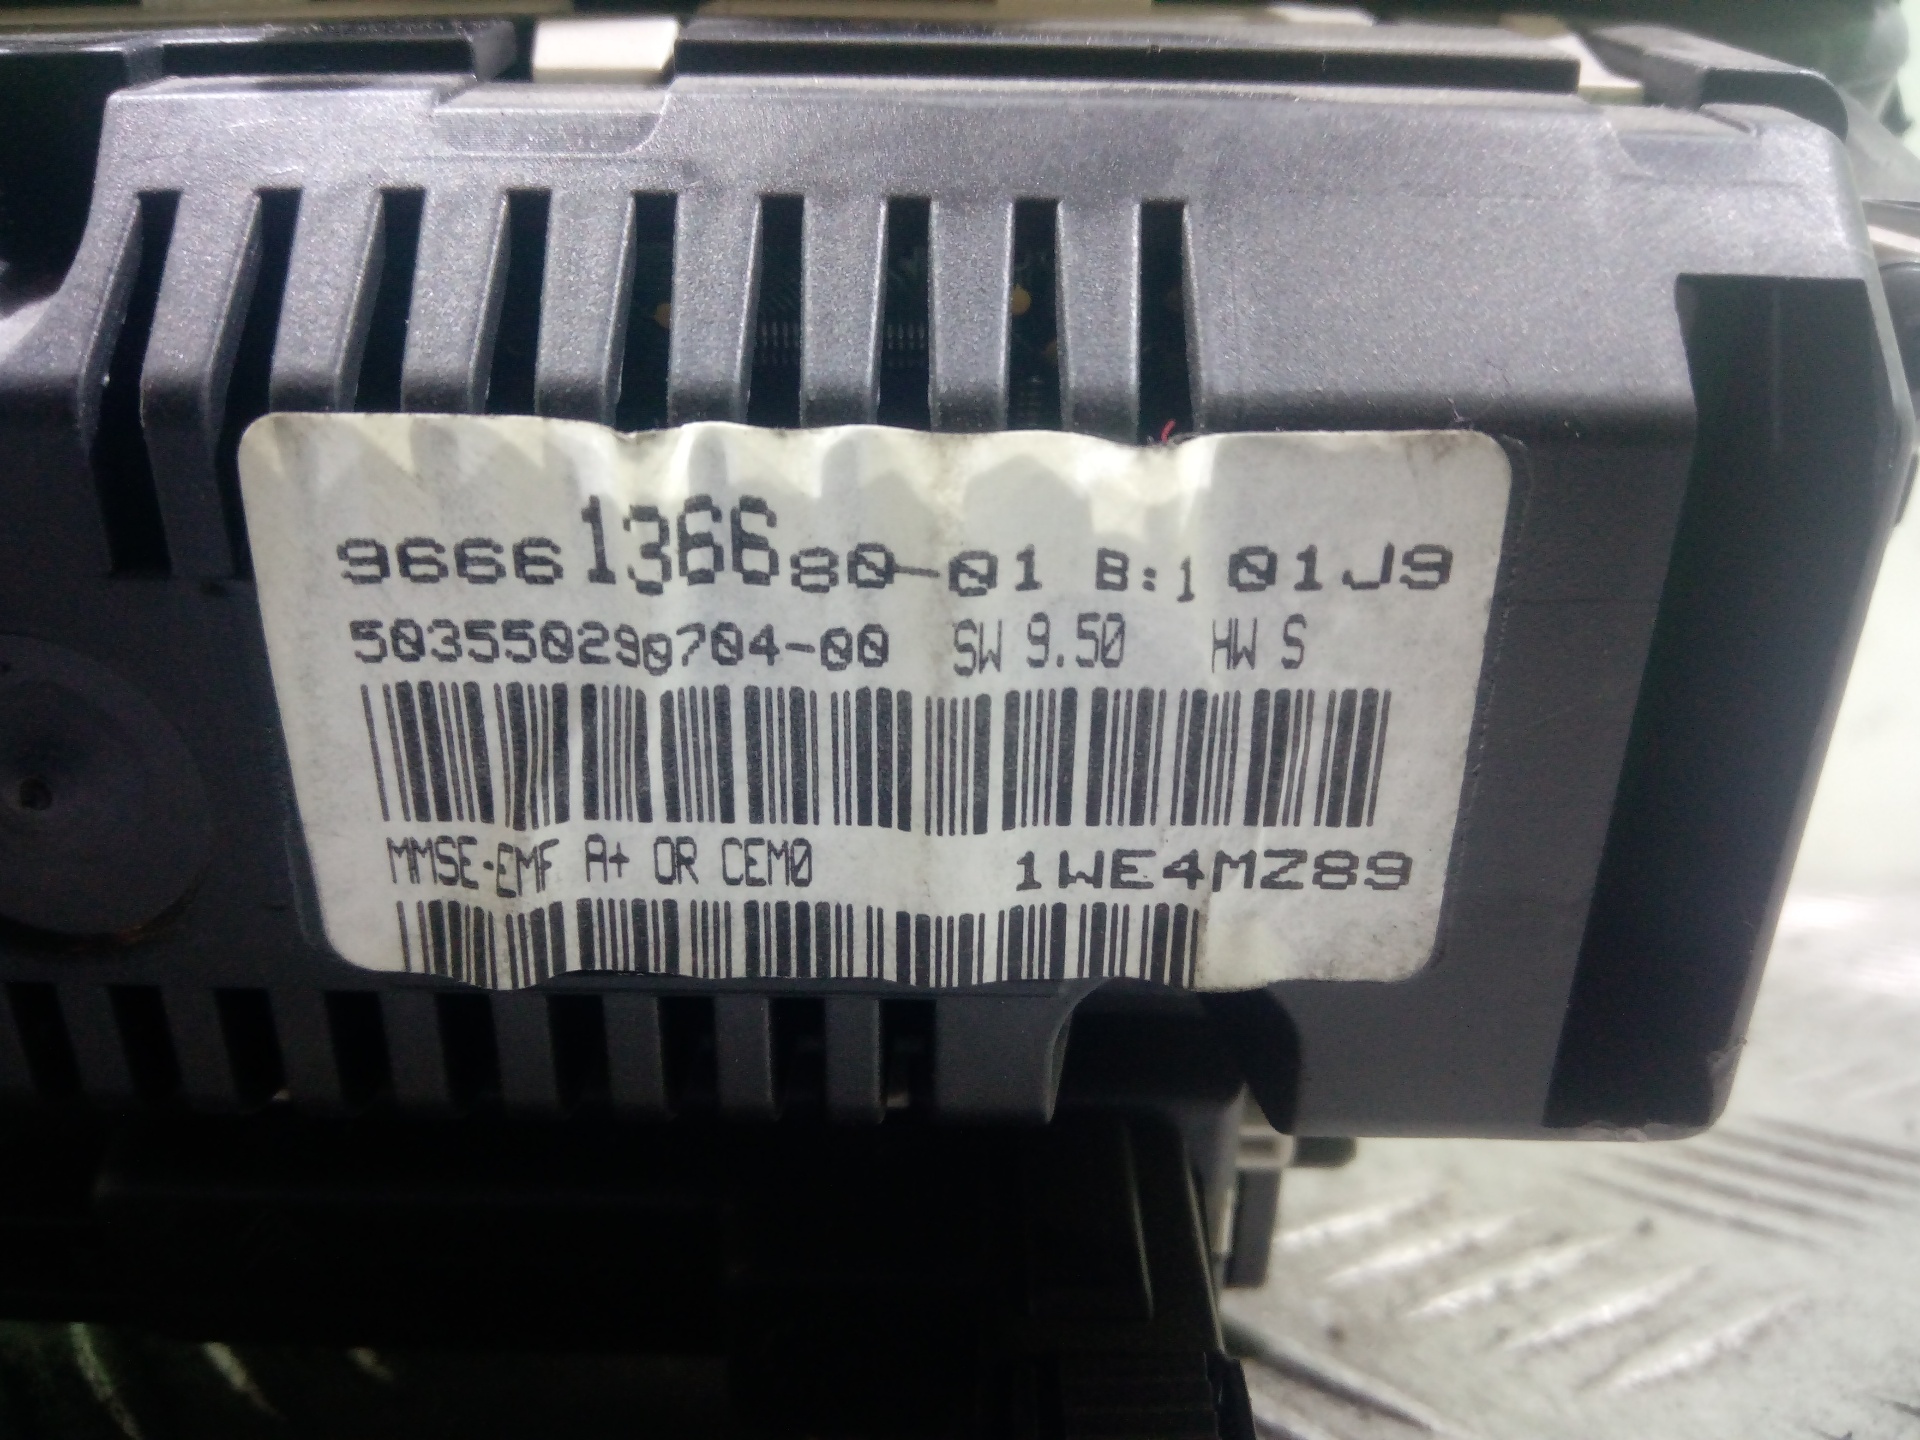 9666136680-01 B:1 01J9
503550290704-00 SW 9.50 HW S
MMSE-EMF A+ OR CEM0 1WE4MZ89